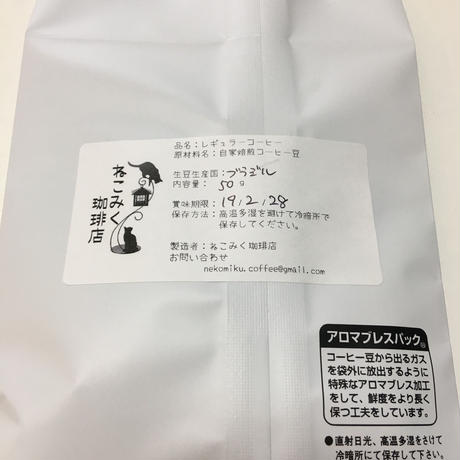 ねこみく
珈琲店
品名：レギュラーコーヒー
原材料名：自家焙煎コーヒー豆
生豆生産国：ブラジル
内容量：50g
賞味期限：19, 2, 28
保存方法：高温多湿を避けて冷暗所で
保存してください。
製造者：ねこみく珈琲店
お問い合わせ
nekomiku.coffee@gmail.com
アロマブレスパック®
コーヒー豆から出るガス
を袋外に放出するように
特殊なアロマブレス加工
をして、鮮度をより長く
保つ工夫をしています。
●直射日光、高温多湿をさけて
冷暗所にて保存して下さい。